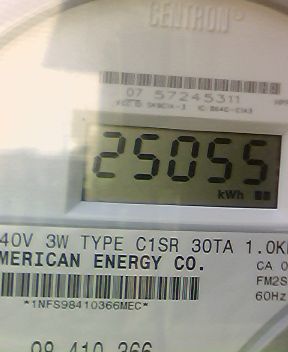 CENTRON®
07 57245311
25055
kWh
40V 3W TYPE C1SR 30TA 1.0K
MERICAN ENERGY CO.
CA 0
FM2S
60Hz
*1NFS98410366MEC*
98 410 366